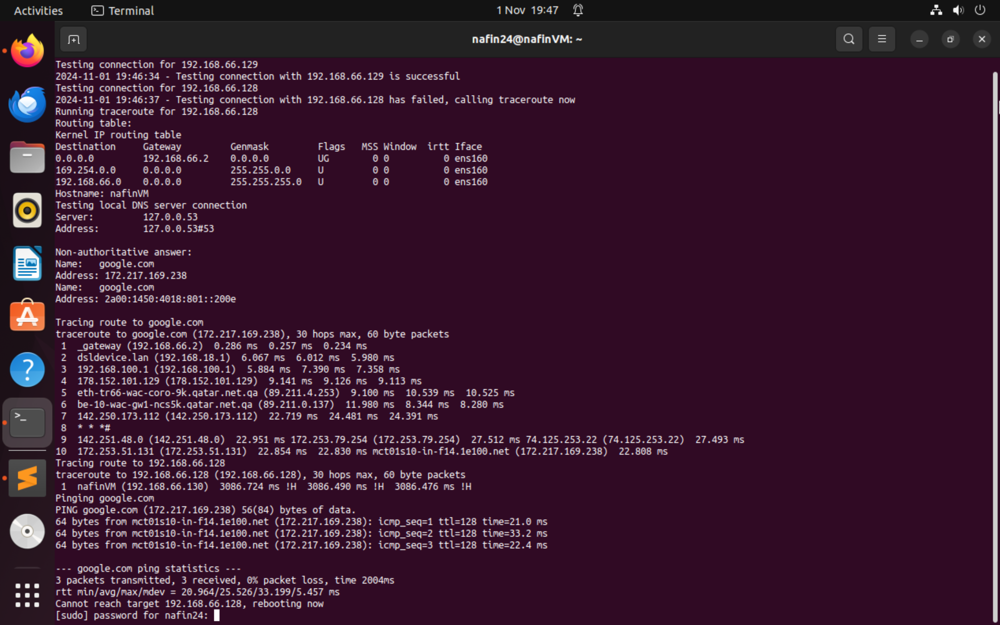 Activities Terminal 1 Nov 19:47
nafin24@nafinVM: ~
Testing connection for 192.168.66.129
2024-11-01 19:46:34 - Testing connection with 192.168.66.129 is successful
Testing connection for 192.168.66.128
2024-11-01 19:46:37 - Testing connection with 192.168.66.128 has failed, calling traceroute now
Running traceroute for 192.168.66.128
Routing table:
Kernel IP routing table
Destination     Gateway         Genmask         Flags   MSS Window  irtt Iface
0.0.0.0         192.168.66.2    0.0.0.0         UG        0 0          0 ens160
169.254.0.0     0.0.0.0         255.255.0.0     U         0 0          0 ens160
192.168.66.0    0.0.0.0         255.255.255.0   U         0 0          0 ens160
Hostname: nafinVM
Testing local DNS server connection
Server:         127.0.0.53
Address:        127.0.0.53#53
Non-authoritative answer:
Name:   google.com
Address: 172.217.169.238
Name:   google.com
Address: 2a00:1450:4018:801::200e
Tracing route to google.com
traceroute to google.com (172.217.169.238), 30 hops max, 60 byte packets
 1  _gateway (192.168.66.2)  0.286 ms  0.257 ms  0.234 ms
 2  dsldevice.lan (192.168.18.1)  6.067 ms  6.012 ms  5.980 ms
 3  192.168.100.1 (192.168.100.1)  5.884 ms  7.390 ms  7.358 ms
 4  178.152.101.129 (178.152.101.129)  9.141 ms  9.126 ms  9.113 ms
 5  eth-tr66-wac-coro-9k.qatar.net.qa (89.211.4.253)  9.100 ms  10.539 ms  10.525 ms
 6  be-10-wac-gw1-ncs5k.qatar.net.qa (89.211.0.137)  11.980 ms  8.344 ms  8.280 ms
 7  142.250.173.112 (142.250.173.112)  22.719 ms  24.481 ms  24.391 ms
 8  * * *#
 9  142.251.48.0 (142.251.48.0)  22.951 ms 172.253.79.254 (172.253.79.254)  27.512 ms 74.125.253.22 (74.125.253.22)  27.493 ms
10  172.253.51.131 (172.253.51.131)  22.854 ms  22.830 ms mct01s10-in-f14.1e100.net (172.217.169.238)  22.808 ms
Tracing route to 192.168.66.128
traceroute to 192.168.66.128 (192.168.66.128), 30 hops max, 60 byte packets
 1  nafinVM (192.168.66.130)  3086.724 ms !H  3086.490 ms !H  3086.476 ms !H
Pinging google.com
PING google.com (172.217.169.238) 56(84) bytes of data.
64 bytes from mct01s10-in-f14.1e100.net (172.217.169.238): icmp_seq=1 ttl=128 time=21.0 ms
64 bytes from mct01s10-in-f14.1e100.net (172.217.169.238): icmp_seq=2 ttl=128 time=33.2 ms
64 bytes from mct01s10-in-f14.1e100.net (172.217.169.238): icmp_seq=3 ttl=128 time=22.4 ms
--- google.com ping statistics ---
3 packets transmitted, 3 received, 0% packet loss, time 2004ms
rtt min/avg/max/mdev = 20.964/25.526/33.199/5.457 ms
Cannot reach target 192.168.66.128, rebooting now
[sudo] password for nafin24: